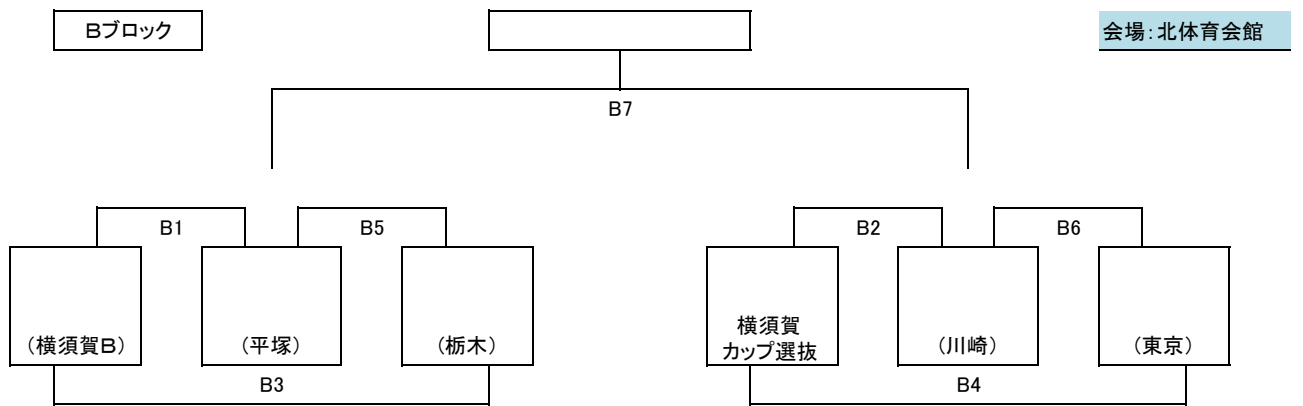 Bブロック
会場:北体育会館
B7
B1
B5
B2
B6
(横須賀B)
(平塚)
(栃木)
横須賀
カップ選抜
(川崎)
(東京)
B3
B4